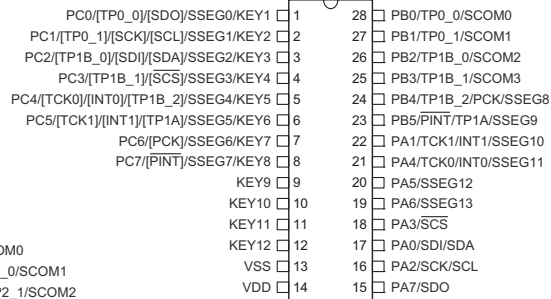 PC0/[TP0_0]/[SDO]/SSEG0/KEY1 1 28 PB0/TP0_0/SCOM0
PC1/[TP0_1]/[SCK]/[SCL]/SSEG1/KEY2 2 27 PB1/TP0_1/SCOM1
PC2/[TP1B_0]/[SDI]/[SDA]/SSEG2/KEY3 3 26 PB2/TP1B_0/SCOM2
PC3/[TP1B_1]/[SCS]/SSEG3/KEY4 4 25 PB3/TP1B_1/SCOM3
PC4/[TCK0]/[INT0]/[TP1B_2]/SSEG4/KEY5 5 24 PB4/TP1B_2/PCK/SSEG8
PC5/[TCK1]/[INT1]/[TP1A]/SSEG5/KEY6 6 23 PB5/PINT/TP1A/SSEG9
PC6/[PCK]/SSEG6/KEY7 7 22 PA1/TCK1/INT1/SSEG10
PC7/[PINT]/SSEG7/KEY8 8 21 PA4/TCK0/INT0/SSEG11
KEY9 9 20 PA5/SSEG12
KEY10 10 19 PA6/SSEG13
KEY11 11 18 PA3/SCS
KEY12 12 17 PA0/SDI/SDA
VSS 13 16 PA2/SCK/SCL
VDD 14 15 PA7/SDO
OM0
_0/SCOM1
P2_1/SCOM2